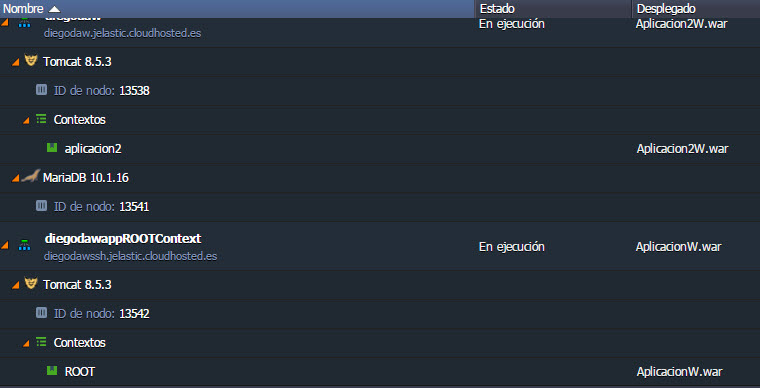 Nombre Estado Desplegado
diegodaw En ejecución Aplicacion2W.war
diegodaw.jelastic.cloudhosted.es
Tomcat 8.5.3
ID de nodo: 13538
Contextos
aplicacion2 Aplicacion2W.war
MariaDB 10.1.16
ID de nodo: 13541
diegodawappROOTContext En ejecución AplicacionW.war
diegodawssh.jelastic.cloudhosted.es
Tomcat 8.5.3
ID de nodo: 13542
Contextos
ROOT AplicacionW.war